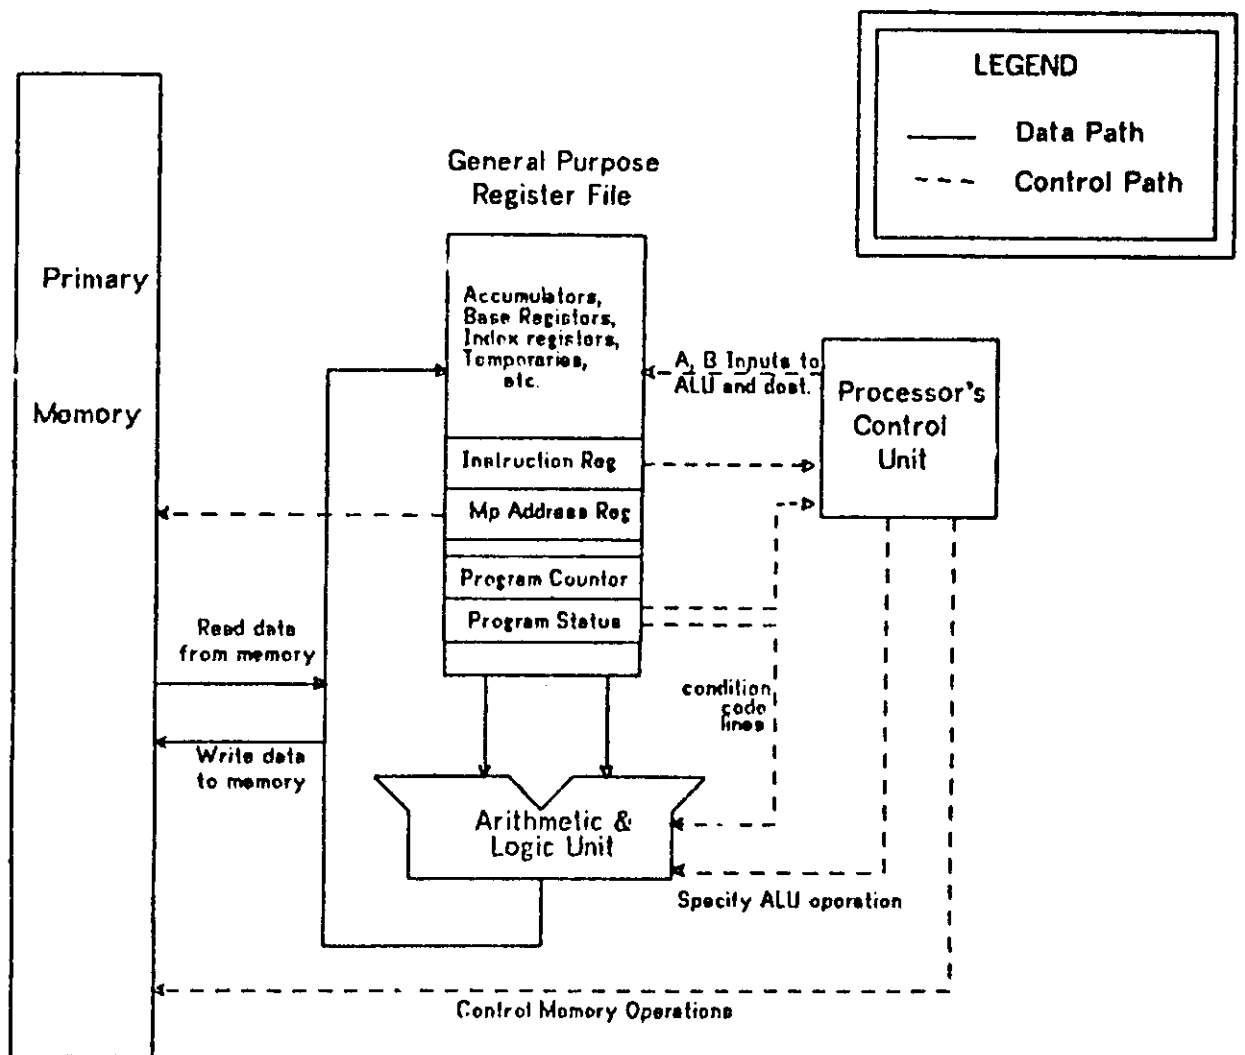 LEGEND
Data Path
Control Path
General Purpose
Register File
Primary
Memory
Accumulators,
Base Registors,
Index registors,
Temporaries,
etc.
A, B Inputs to
ALU and dest.
Processor's
Control
Unit
Instruction Reg
Mp Address Reg
Program Counter
Program Status
Read data
from memory
condition
code
lines
Write data
to memory
Arithmetic &
Logic Unit
Specify ALU operation
Control Memory Operations